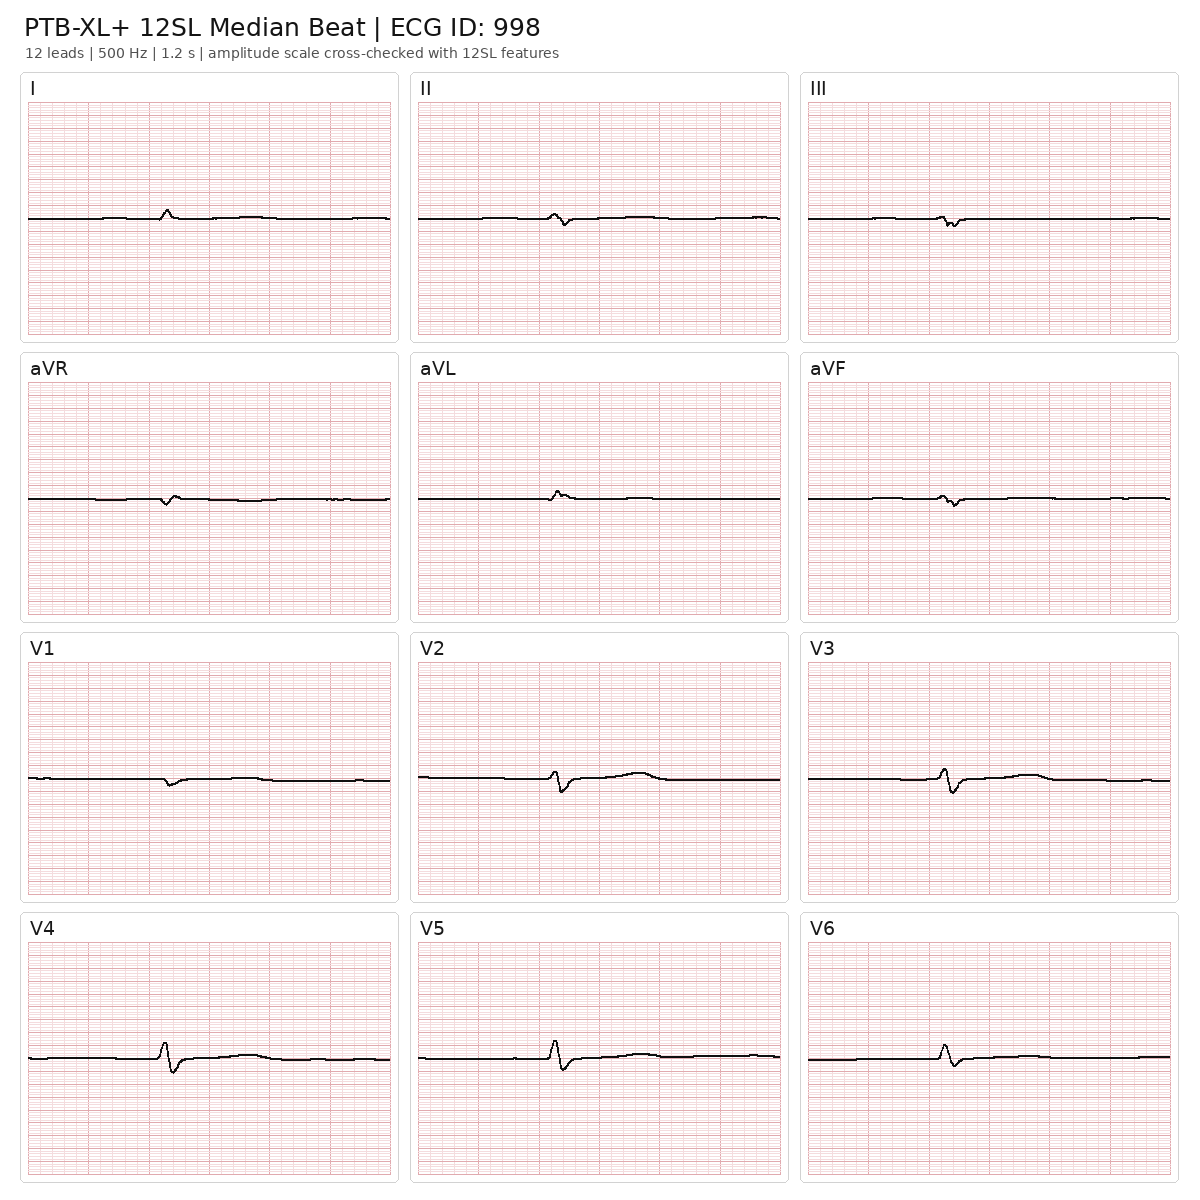 PTB-XL+ 12SL Median Beat | ECG ID: 998
12 leads | 500 Hz | 1.2 s | amplitude scale cross-checked with 12SL features
I
II
III
aVR
aVL
aVF
V1
V2
V3
V4
V5
V6